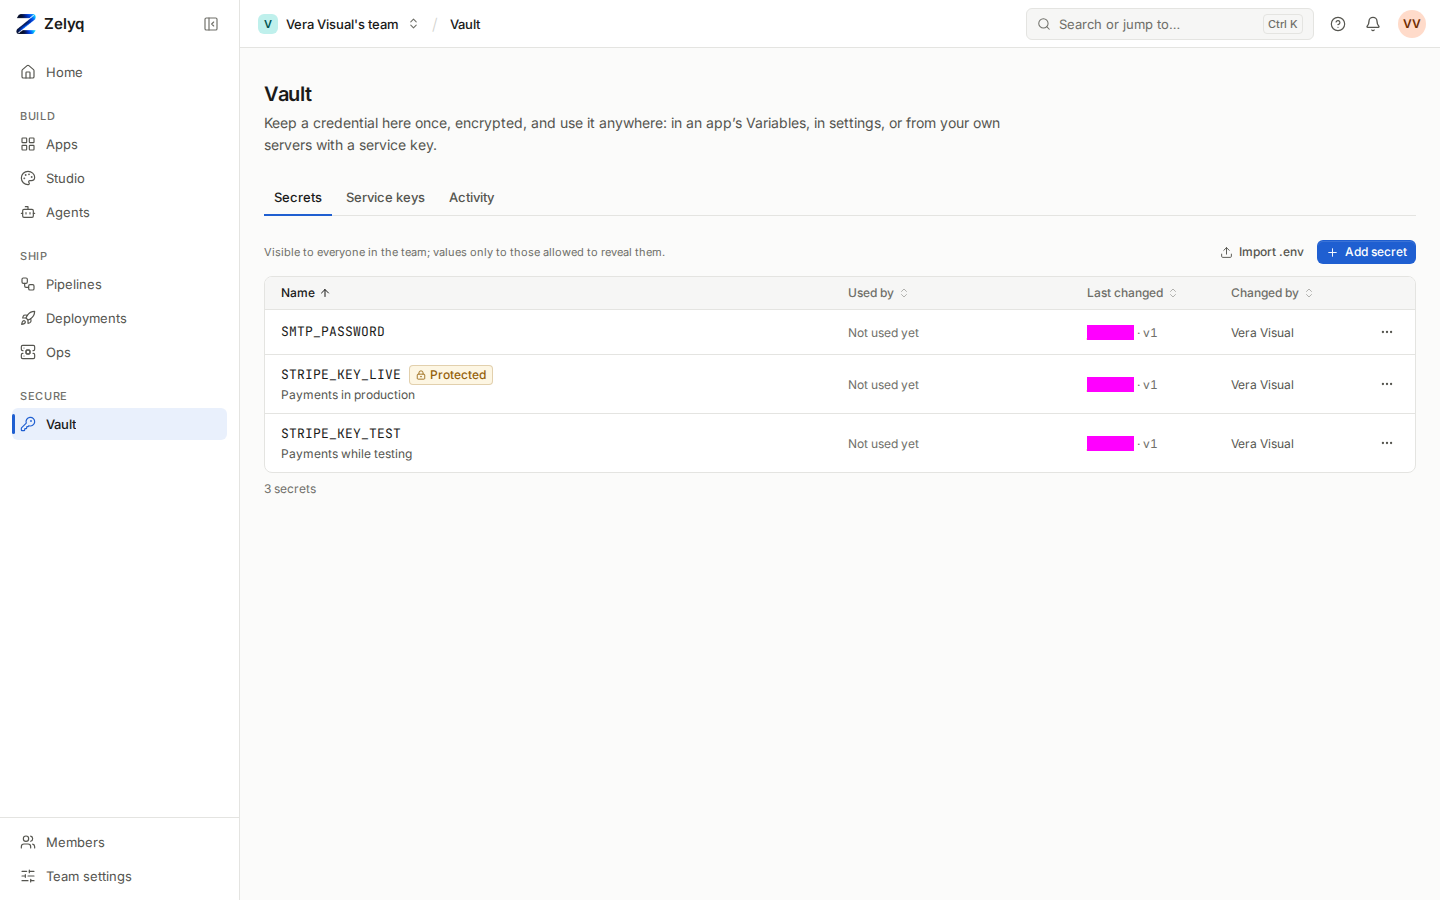 Zelyq
Vera Visual's team / Vault
Search or jump to... Ctrl K
VV
Home
BUILD
Apps
Studio
Agents
SHIP
Pipelines
Deployments
Ops
SECURE
Vault
Members
Team settings
Vault
Keep a credential here once, encrypted, and use it anywhere: in an app’s Variables, in settings, or from your own
servers with a service key.
Secrets Service keys Activity
Visible to everyone in the team; values only to those allowed to reveal them.
Import .env Add secret
Name Used by Last changed Changed by
SMTP_PASSWORD Not used yet · v1 Vera Visual
STRIPE_KEY_LIVE Protected Not used yet · v1 Vera Visual
Payments in production
STRIPE_KEY_TEST Not used yet · v1 Vera Visual
Payments while testing
3 secrets